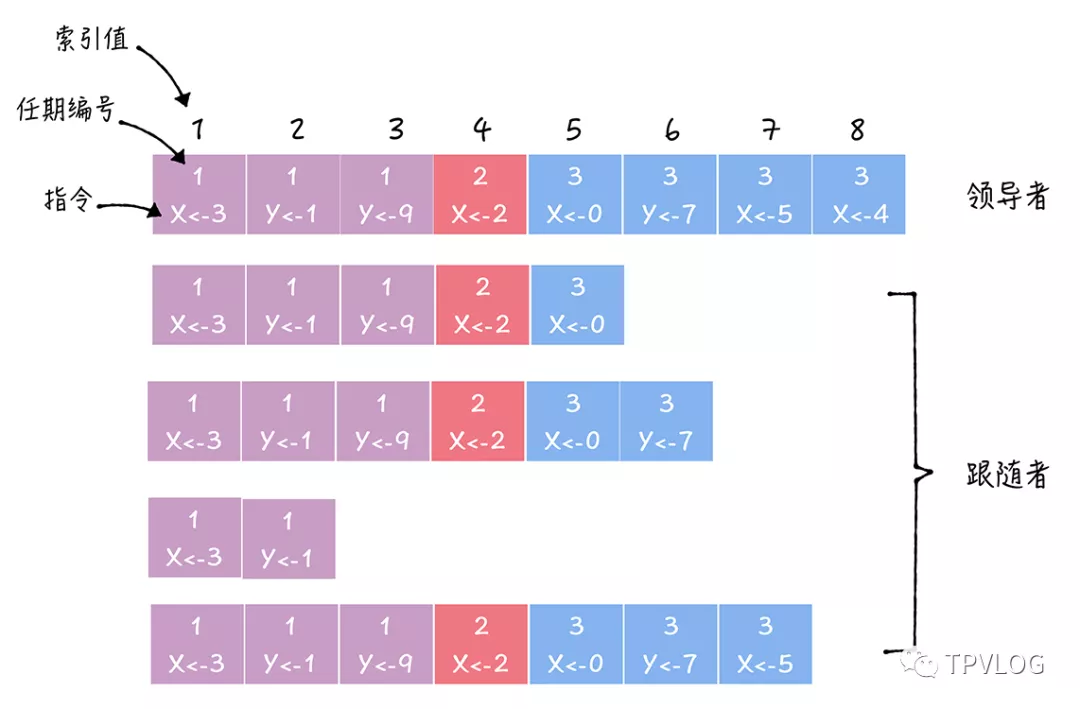 索引值
任期编号
1 2 3 4 5 6 7 8
指令
1 1 1 2 3 3 3 3
X<-3 Y<-1 Y<-9 X<-2 X<-0 Y<-7 X<-5 X<-4
领导者
1 1 1 2 3
X<-3 Y<-1 Y<-9 X<-2 X<-0
1 1 1 2 3 3
X<-3 Y<-1 Y<-9 X<-2 X<-0 Y<-7
跟随者
1 1
X<-3 Y<-1
1 1 1 2 3 3 3
X<-3 Y<-1 Y<-9 X<-2 X<-0 Y<-7 X<-5
TPVLOG